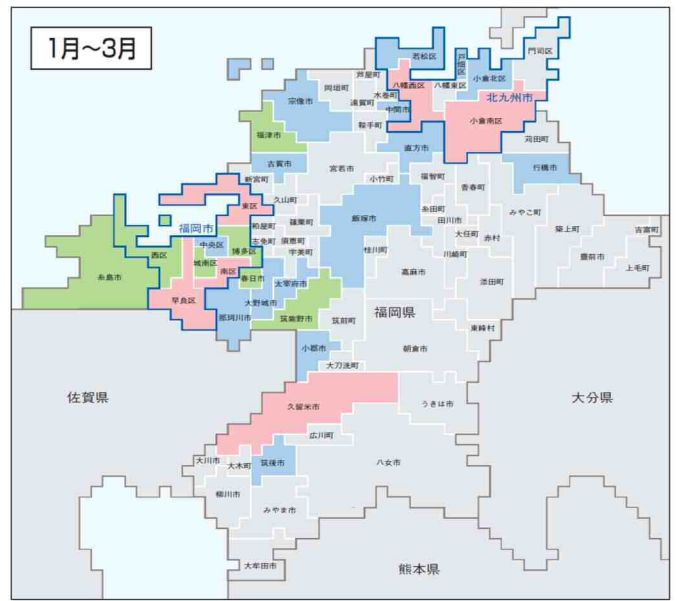 1月～3月
門司区
若松区
戸畑区
小倉北区
芦屋町
八幡西区
八幡東区
岡垣町
水巻町
北九州市
宗像市
遠賀町
中間市
小倉南区
福津市
鞍手町
苅田町
直方市
古賀市
宮若市
福智町
行橋市
新宮町
小竹町
香春町
久山町
東区
糸田町
みやこ町
篠栗町
飯塚市
田川市
吉富町
福岡市
粕屋町
大任町
築上町
中央区
博多区
志免町
須恵町
赤村
西区
宇美町
桂川町
川崎町
豊前市
城南区
南区
上毛町
糸島市
春日市
太宰府市
嘉麻市
添田町
早良区
大野城市
那珂川市
筑紫野市
筑前町
福岡県
東峰村
小郡市
朝倉市
大刀洗町
佐賀県
大分県
久留米市
うきは市
広川町
大川市
大木町
筑後市
八女市
柳川市
みやま市
大牟田市
熊本県